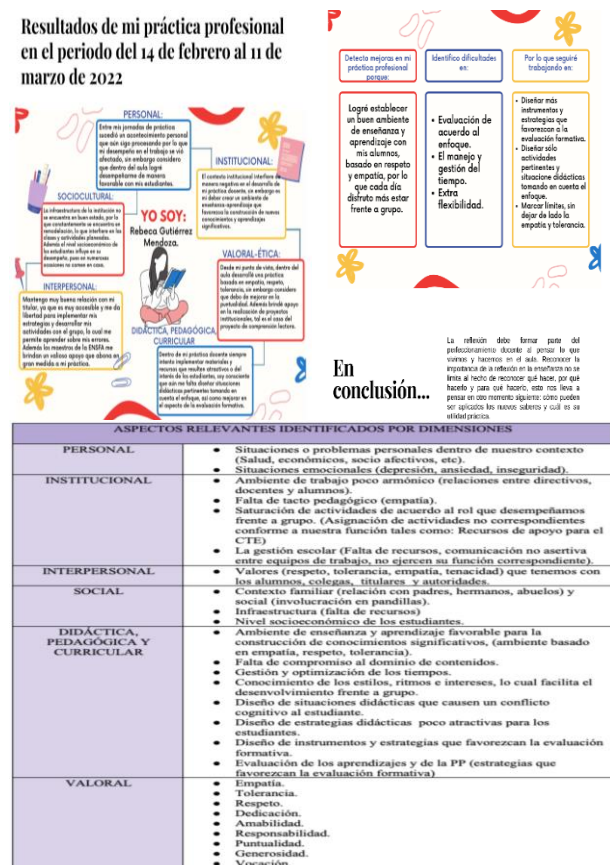 Resultados de mi práctica profesional
en el periodo del 14 de febrero al 11 de
marzo de 2022
PERSONAL:
Entre mis jornadas de práctica
sucedió un acontecimiento personal
que aún sigo procesando por lo que
mi desempeño en el trabajo se vió
afectado, sin embargo considero
que dentro del aula logré
desempeñarme de manera
favorable con mis estudiantes.
INSTITUCIONAL:
El contexto institucional interfiere de
manera negativa en el desarrollo de
mi práctica docente, sin embargo es
mi deber crear un ambiente de
enseñanza-aprendizaje que
favorezca la construcción de nuevos
conocimientos y aprendizajes
significativos.
SOCIOCULTURAL:
La infraestructura de la institución no
se encuentra en buen estado, por lo
que constantemente se encuentra en
remodelación, lo que interfiere en las
clases y actividades planeadas.
Además el nivel socioeconómico de
los estudiantes influye en su
desempeño, pues en numerosas
ocasiones no comen en casa.
YO SOY:
Rebeca Gutiérrez
Mendoza.
VALORAL-ÉTICA:
Desde mi punto de vista, dentro del
aula desarrollé una práctica
basada en empatía, respeto,
tolerancia, sin embargo considero
que debo de mejorar en la
puntualidad. Además brindé apoyo
en la realización de proyectos
institucionales, tal es el caso del
proyecto de comprensión lectora.
INTERPERSONAL:
Mantengo muy buena relación con mi
titular, ya que es muy accesible y me da
libertad para implementar mis
estrategias y desarrollar mis
actividades con el grupo, lo cual me
permite aprender sobre mis errores.
Además los maestros de la ENSFA me
brindan un valioso apoyo que abona en
gran medida a mi práctica.
DIDÁCTICA, PEDAGÓGICA,
CURRICULAR
Dentro de mi práctica docente siempre
intento implementar materiales y
recursos que resulten atractivos o del
interés de los estudiantes, soy consciente
que aún me falta diseñar situaciones
didácticas pertinentes tomando en
cuenta el enfoque, así como mejorar en
el aspecto de la evaluación formativa.
Detecto mejoras en mi
práctica profesional
porque:
Logré establecer
un buen ambiente
de enseñanza y
aprendizaje con
mis alumnos,
basado en respeto
y empatía, por lo
que cada día
disfruto más estar
frente a grupo.
Identifico dificultades
en:
• Evaluación de
acuerdo al
enfoque.
• El manejo y
gestión del
tiempo.
• Extra
flexibilidad.
Por lo que seguiré
trabajando en:
• Diseñar más
instrumentos y
estrategias que
favorezcan a la
evaluación formativa.
• Diseñar sólo
actividades
pertinentes y
situacione didácticas
tomando en cuenta el
enfoque.
• Marcar límites, sin
dejar de lado la
empatía y tolerancia.
En
conclusión...
La reflexión debe formar parte del
perfeccionamiento docente al pensar lo que
vivimos y hacemos en el aula. Reconocer la
importancia de la reflexión en la enseñanza no se
limita al hecho de reconocer qué hacer, por qué
hacerlo y para qué hacerlo, esto nos lleva a
pensar en otro momento siguiente: cómo pueden
ser aplicados los nuevos saberes y cuál es su
utilidad práctica.
ASPECTOS RELEVANTES IDENTIFICADOS POR DIMENSIONES
PERSONAL
• Situaciones o problemas personales dentro de nuestro contexto
(Salud, económicos, socio afectivos, etc).
• Situaciones emocionales (depresión, ansiedad, inseguridad).
INSTITUCIONAL
• Ambiente de trabajo poco armónico (relaciones entre directivos,
docentes y alumnos).
• Falta de tacto pedagógico (empatía).
• Saturación de actividades de acuerdo al rol que desempeñamos
frente a grupo. (Asignación de actividades no correspondientes
conforme a nuestra función tales como: Recursos de apoyo para el
CTE)
• La gestión escolar (Falta de recursos, comunicación no asertiva
entre equipos de trabajo, no ejercen su función correspondiente).
INTERPERSONAL
• Valores (respeto, tolerancia, empatía, tenacidad) que tenemos con
los alumnos, colegas, titulares y autoridades.
SOCIAL
• Contexto familiar (relación con padres, hermanos, abuelos) y
social (involucración en pandillas).
• Infraestructura (falta de recursos)
• Nivel socioeconómico de los estudiantes.
DIDÁCTICA,
PEDAGÓGICA Y
CURRICULAR
• Ambiente de enseñanza y aprendizaje favorable para la
construcción de conocimientos significativos, (ambiente basado
en empatía, respeto, tolerancia).
• Falta de compromiso al dominio de contenidos.
• Gestión y optimización de los tiempos.
• Conocimiento de los estilos, ritmos e intereses, lo cual facilita el
desenvolvimiento frente a grupo.
• Diseño de situaciones didácticas que causen un conflicto
cognitivo al estudiante.
• Diseño de estrategias didácticas poco atractivas para los
estudiantes.
• Diseño de instrumentos y estrategias que favorezcan la evaluación
formativa.
• Evaluación de los aprendizajes y de la PP (estrategias que
favorezcan la evaluación formativa)
VALORAL
• Empatía.
• Tolerancia.
• Respeto.
• Dedicación.
• Amabilidad.
• Responsabilidad.
• Puntualidad.
• Generosidad.
• Vocación.